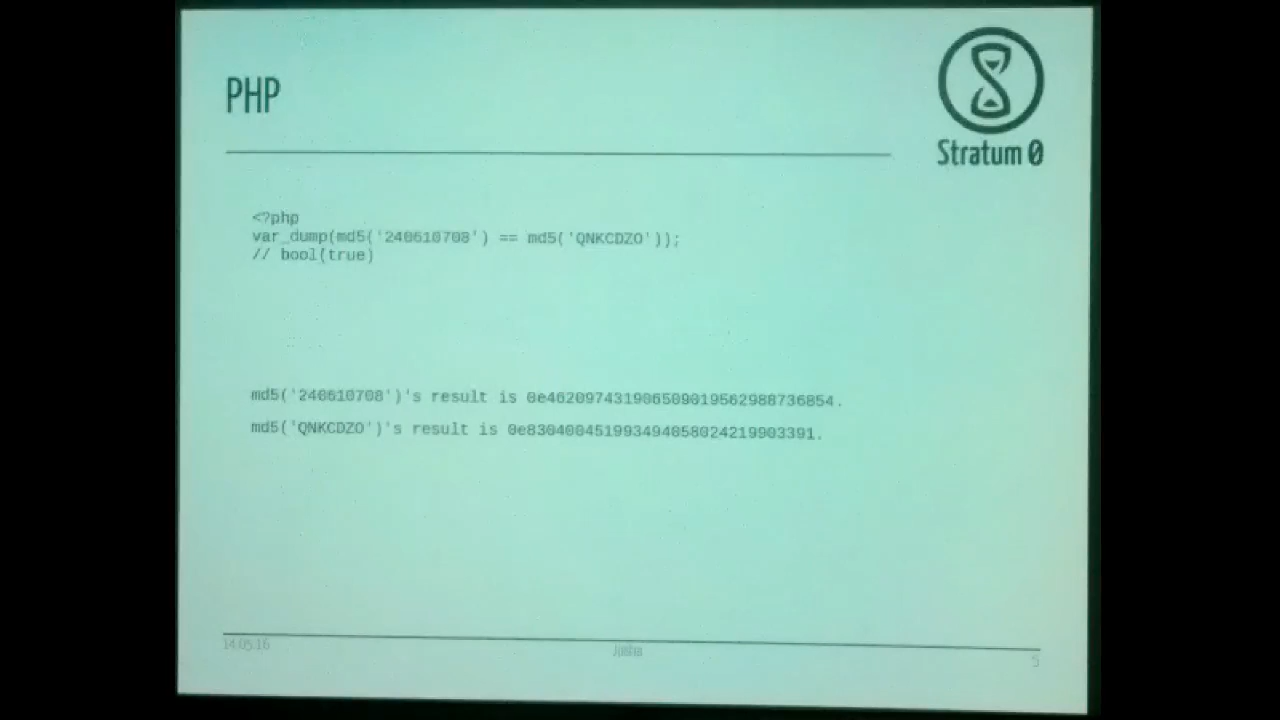 PHP
Stratum 0
<?php
var_dump(md5('240610708') == md5('QNKCDZO'));
// bool(true)
md5('240610708')'s result is 0e462097431906509019562988736854.
md5('QNKCDZO')'s result is 0e830400451993494058024219903391.
14.05.16
5